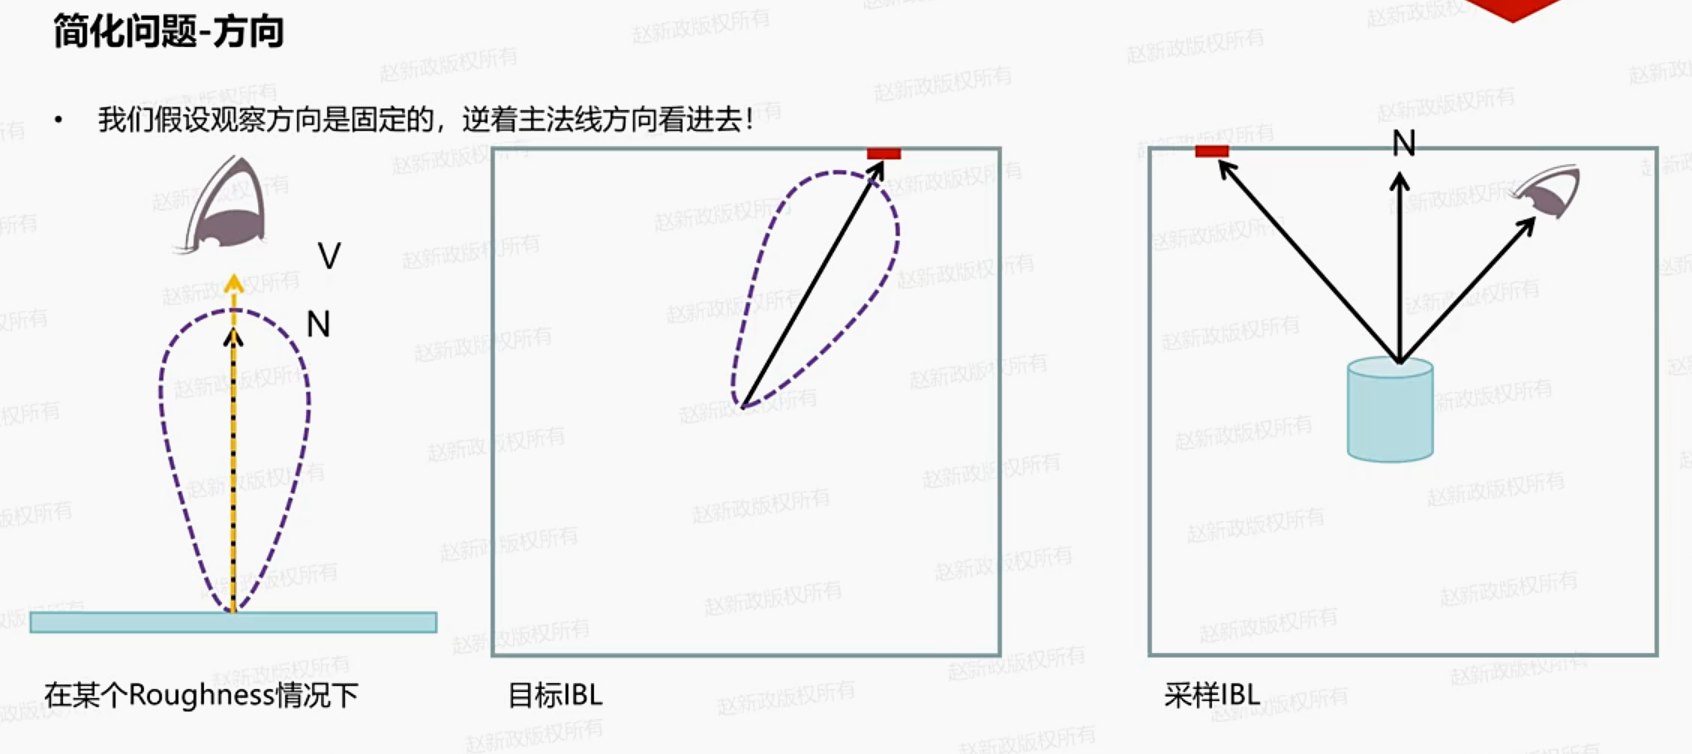 简化问题-方向
• 我们假设观察方向是固定的，逆着主法线方向看进去！
V
N
N
在某个Roughness情况下
目标IBL
采样IBL
赵新政版权所有